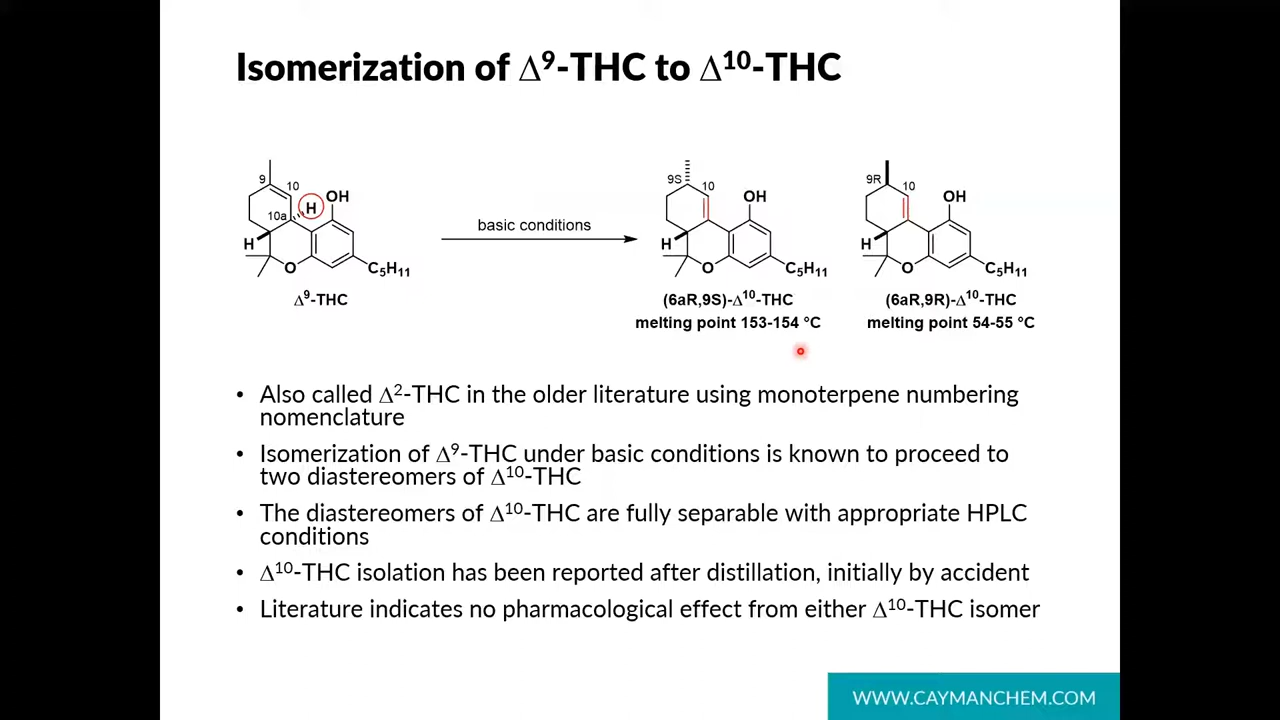 Isomerization of Δ⁹-THC to Δ¹⁰-THC
9
10
OH
H
10a
H
O
C₅H₁₁
Δ⁹-THC
basic conditions
9S
10
OH
H
O
C₅H₁₁
(6aR,9S)-Δ¹⁰-THC
melting point 153-154 °C
9R
10
OH
H
O
C₅H₁₁
(6aR,9R)-Δ¹⁰-THC
melting point 54-55 °C
• Also called Δ²-THC in the older literature using monoterpene numbering
nomenclature
• Isomerization of Δ⁹-THC under basic conditions is known to proceed to
two diastereomers of Δ¹⁰-THC
• The diastereomers of Δ¹⁰-THC are fully separable with appropriate HPLC
conditions
• Δ¹⁰-THC isolation has been reported after distillation, initially by accident
• Literature indicates no pharmacological effect from either Δ¹⁰-THC isomer
WWW.CAYMANCHEM.COM